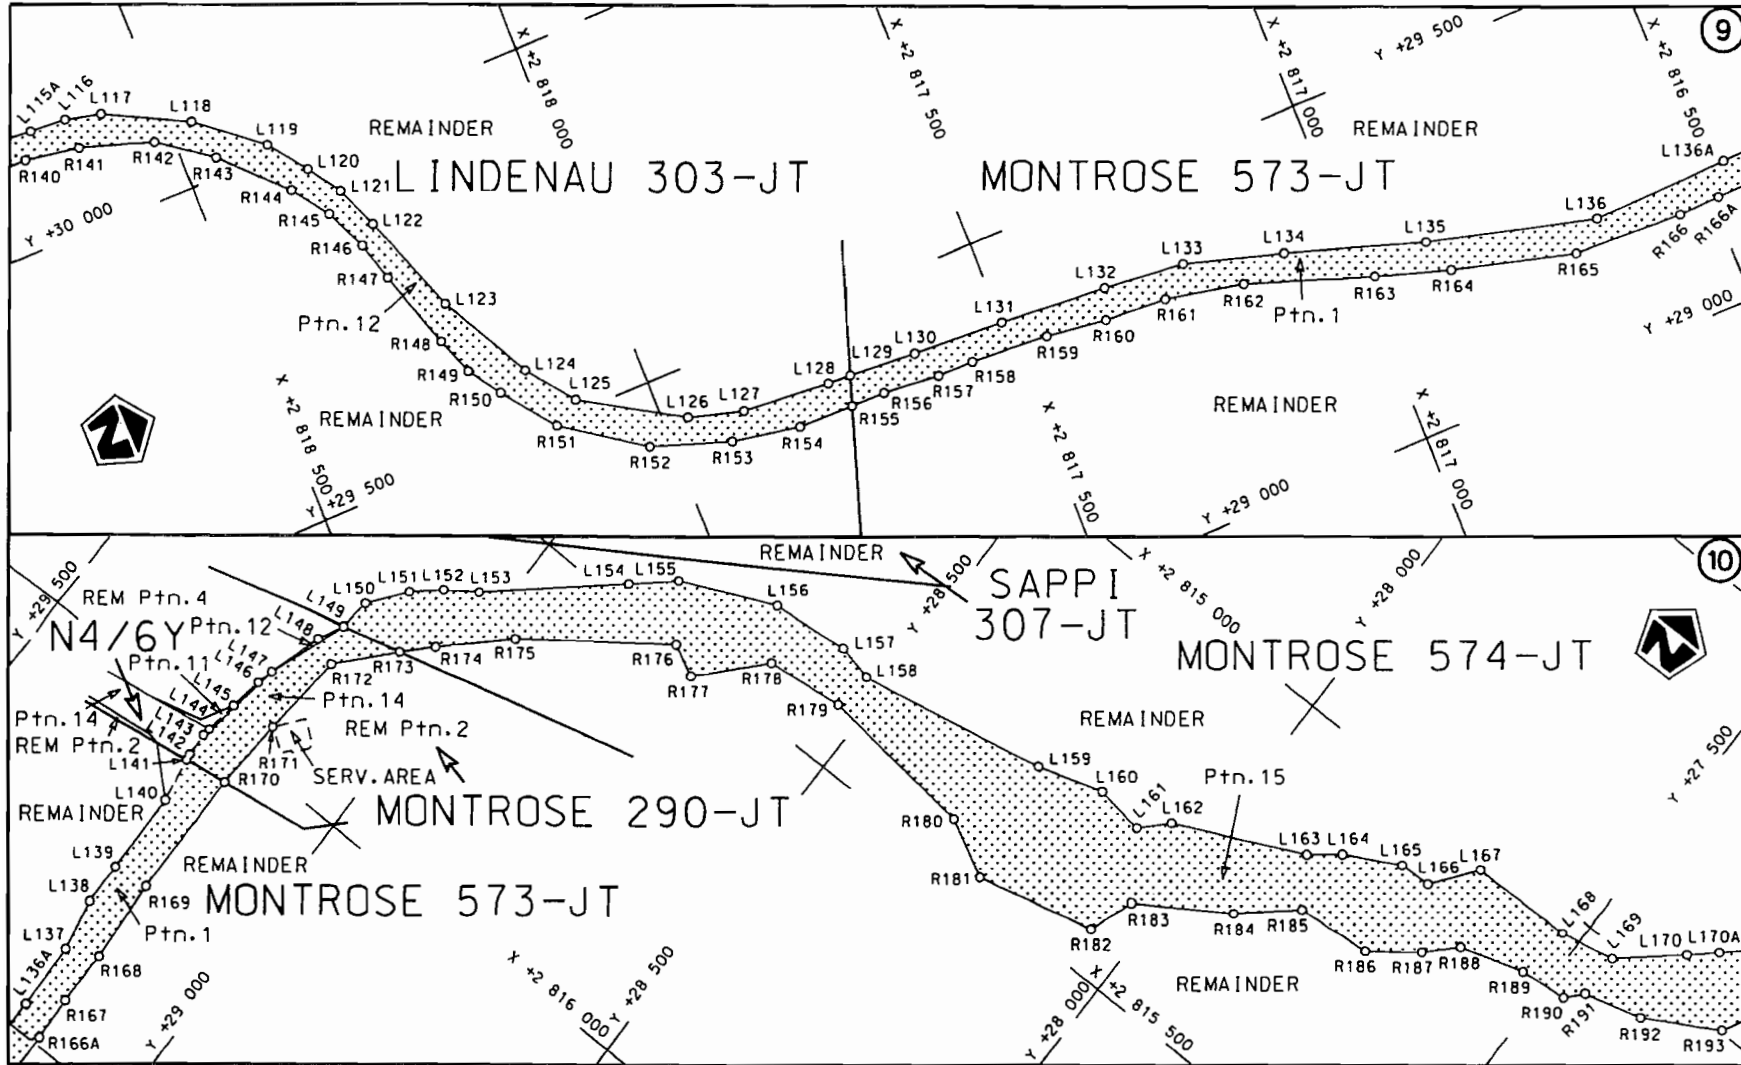 9
X +2 818 000
X +2 817 500
X +2 817 000
Y +29 500
X +2 816 500
L115A
L116
L117
L118
L119
L120
L121
L122
L123
L124
L125
L126
L127
L128
L129
L130
L131
L132
L133
L134
L135
L136
L136A
REMAINDER
LINDENAU 303-JT
REMAINDER
MONTROSE 573-JT
R140
R141
R142
R143
R144
R145
R146
R147
R148
R149
R150
R151
R152
R153
R154
R155
R156
R157
R158
R159
R160
R161
R162
R163
R164
R165
R166
R166A
Y +30 000
Ptn.12
Ptn.1
Y +29 000
REMAINDER
REMAINDER
X +2 818 500
Y +29 500
X +2 817 500
Y +29 000
X +2 817 000
10
Y +29 500
REM Ptn.4
N4/6Y
Ptn.12
Ptn.11
Ptn.14
REM Ptn.2
REMAINDER
Ptn.14
REM Ptn.2
SERV.AREA
MONTROSE 290-JT
REMAINDER
MONTROSE 573-JT
Ptn.1
REMAINDER
SAPPI
307-JT
Y +28 500
X +2 815 000
Y +28 000
MONTROSE 574-JT
REMAINDER
Ptn.15
Y +27 500
REMAINDER
L136A
L137
L138
L139
L140
L141
L142
L143
L144
L145
L146
L147
L148
L149
L150
L151
L152
L153
L154
L155
L156
L157
L158
L159
L160
L161
L162
L163
L164
L165
L166
L167
L168
L169
L170
L170A
R166A
R167
R168
R169
R170
R171
R172
R173
R174
R175
R176
R177
R178
R179
R180
R181
R182
R183
R184
R185
R186
R187
R188
R189
R190
R191
R192
R193
Y +29 000
X +2 816 000
Y +28 500
Y +28 000
X +2 815 500